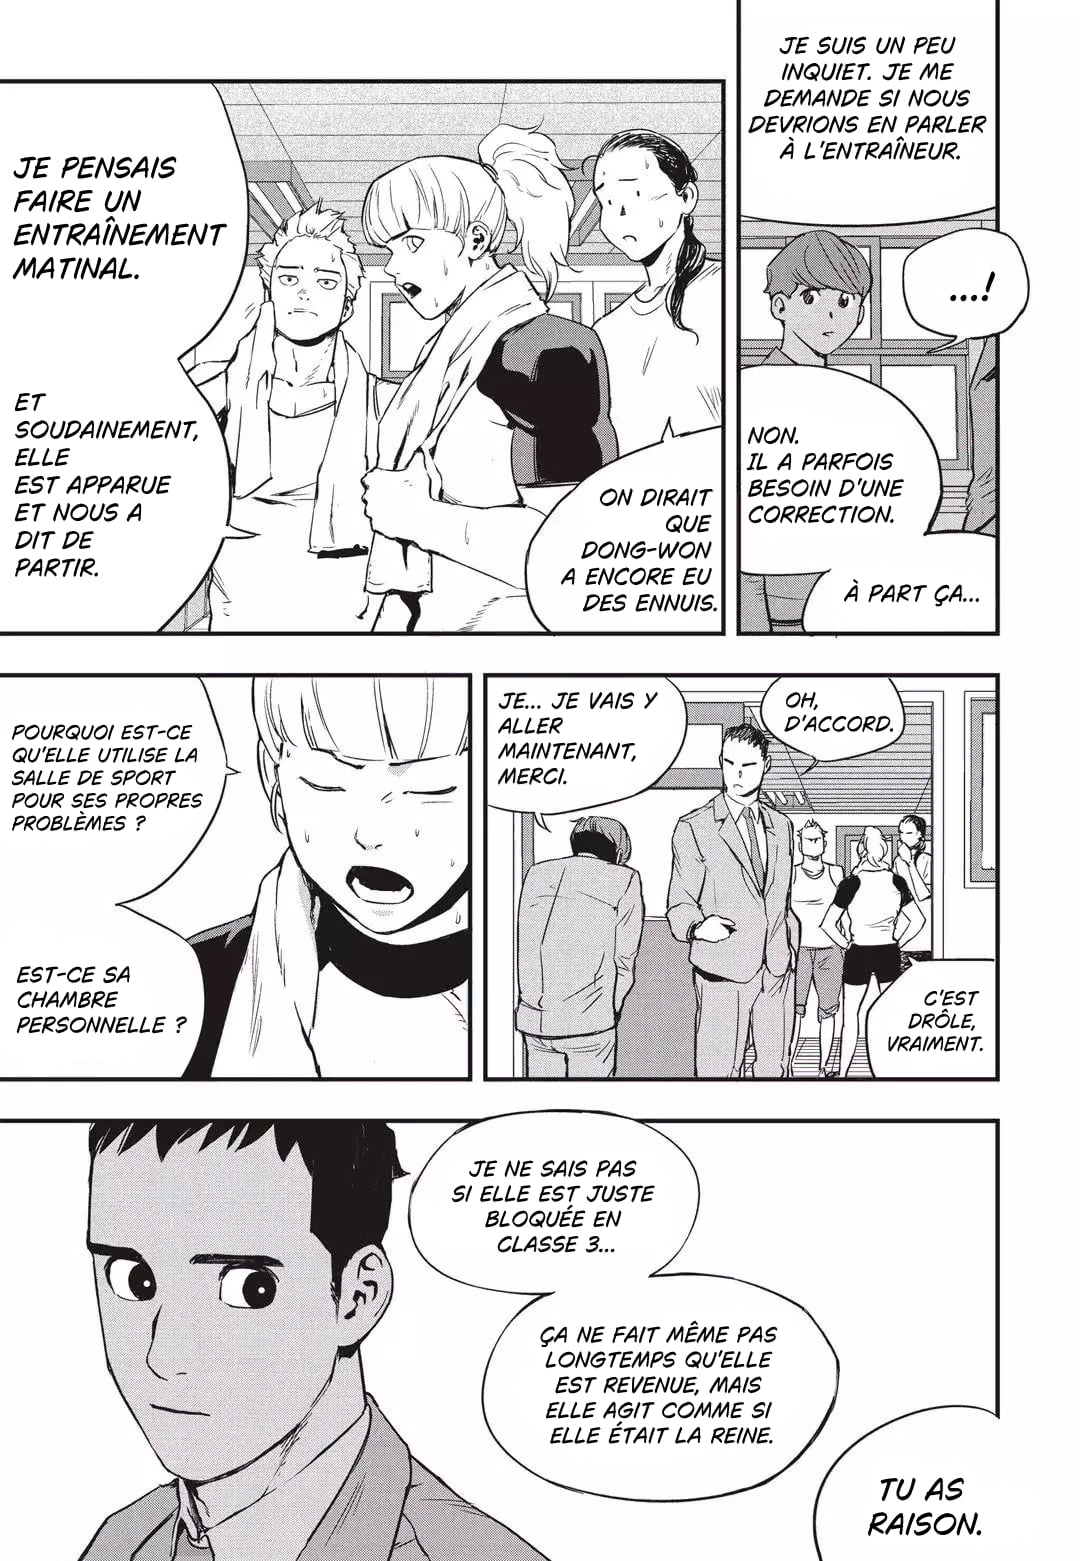 JE PENSAIS
FAIRE UN
ENTRAÎNEMENT
MATINAL.
ET
SOUDAINEMENT,
ELLE
EST APPARUE
ET NOUS A
DIT DE
PARTIR.
ON DIRAIT
QUE
DONG-WON
A ENCORE EU
DES ENNUIS.
JE SUIS UN PEU
INQUIET. JE ME
DEMANDE SI NOUS
DEVRIONS EN PARLER
À L'ENTRAÎNEUR.
...!
NON.
IL A PARFOIS
BESOIN D'UNE
CORRECTION.
À PART ÇA...
POURQUOI EST-CE
QU'ELLE UTILISE LA
SALLE DE SPORT
POUR SES PROPRES
PROBLÈMES ?
EST-CE SA
CHAMBRE
PERSONNELLE ?
JE... JE VAIS Y
ALLER
MAINTENANT,
MERCI.
OH,
D'ACCORD.
C'EST
DRÔLE,
VRAIMENT.
JE NE SAIS PAS
SI ELLE EST JUSTE
BLOQUÉE EN
CLASSE 3...
ÇA NE FAIT MÊME PAS
LONGTEMPS QU'ELLE
EST REVENUE, MAIS
ELLE AGIT COMME SI
ELLE ÉTAIT LA REINE.
TU AS
RAISON.